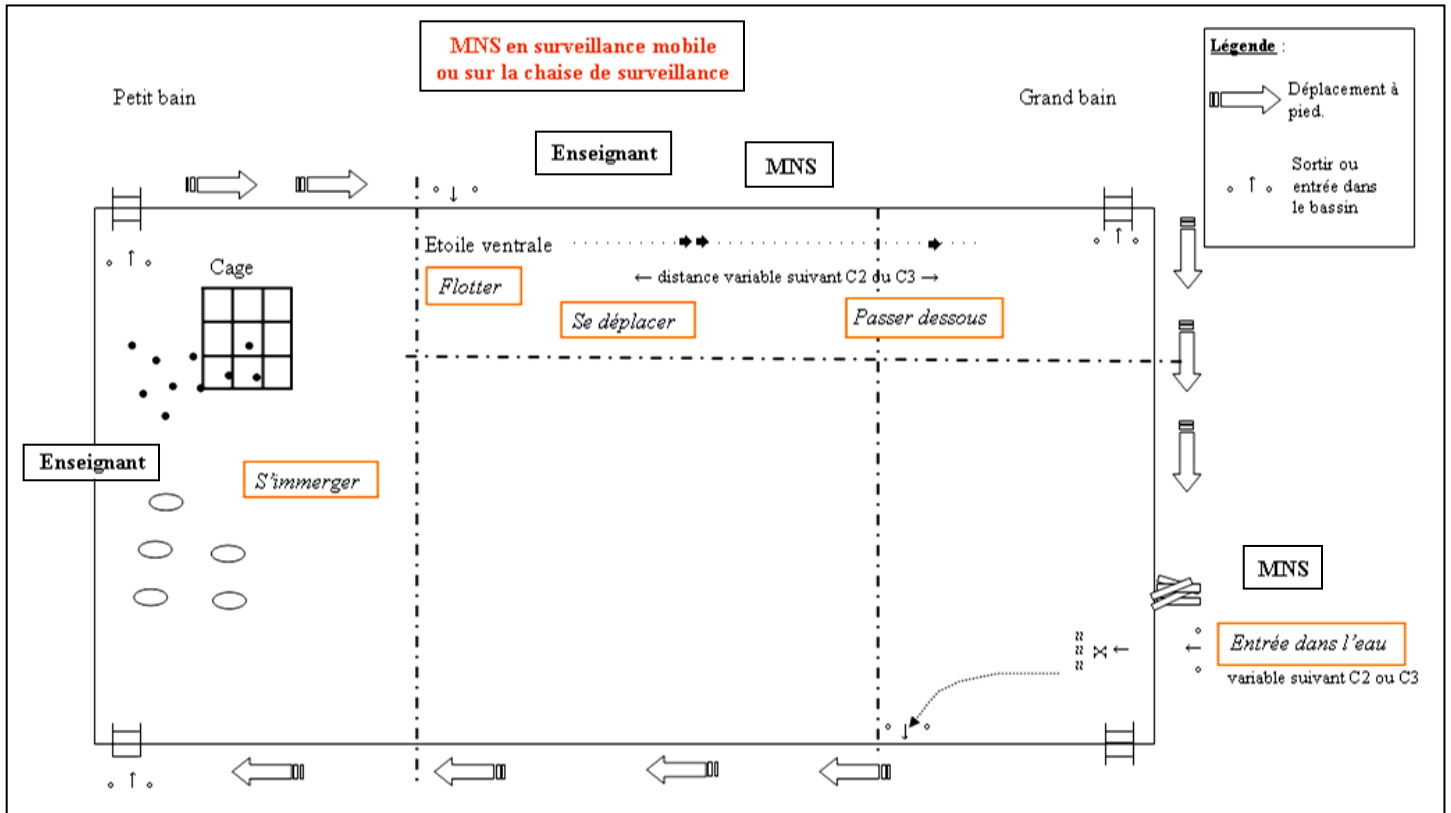 MNS en surveillance mobile
ou sur la chaise de surveillance
Petit bain
Grand bain
Légende :
Déplacement à
pied.
Sortir ou
entrée dans
le bassin
Enseignant
MNS
Etoile ventrale
← distance variable suivant C2 ou C3 →
Flotter
Se déplacer
Passer dessous
Cage
Enseignant
S'immerger
MNS
Entrée dans l'eau
variable suivant C2 ou C3